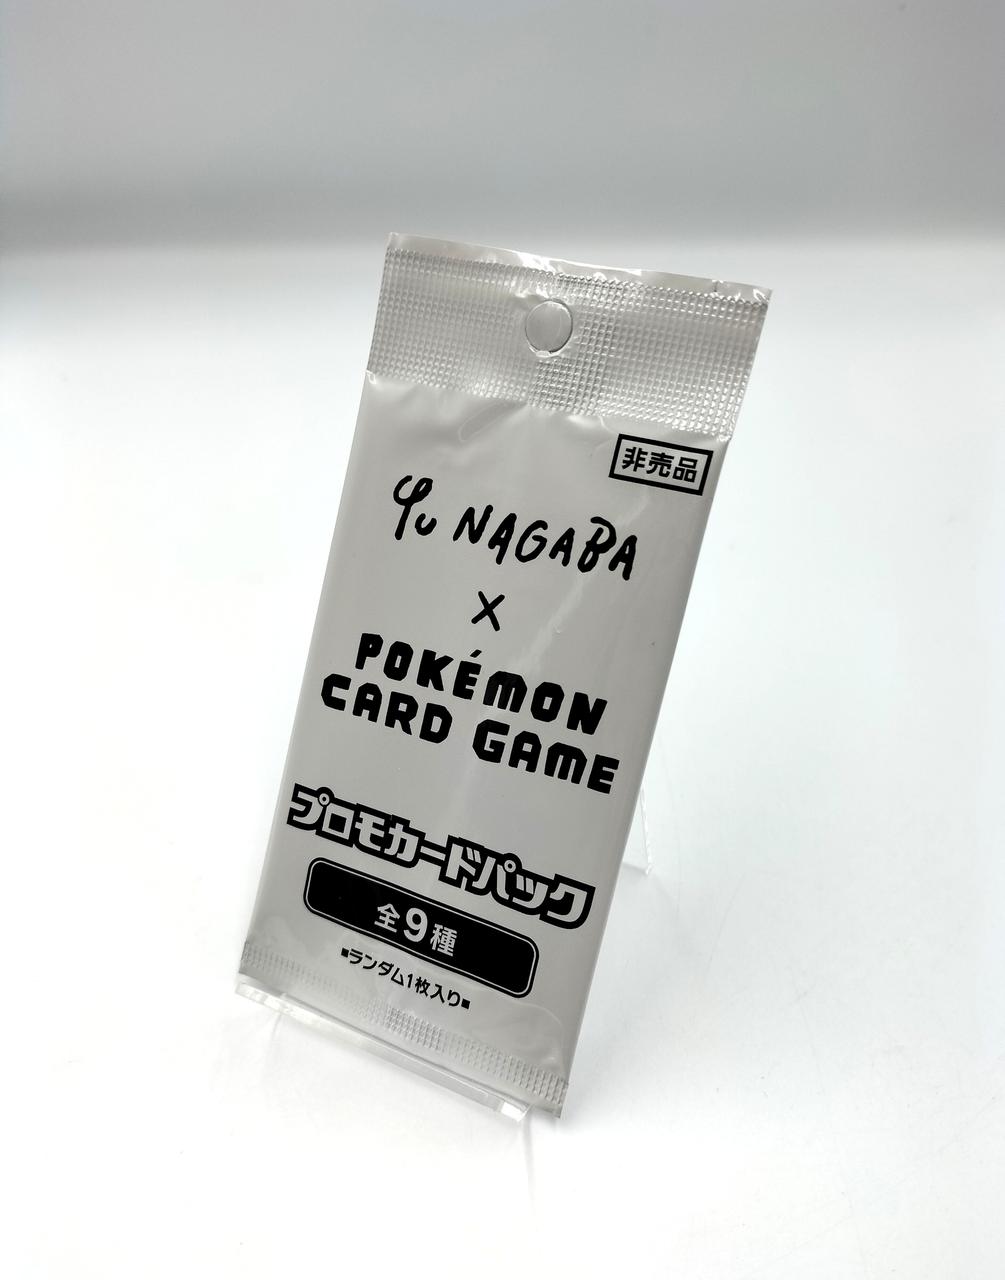 非売品
Yu NAGABA
×
POKÉMON
CARD GAME
プロモカードパック
全9種
■ランダム1枚入り■